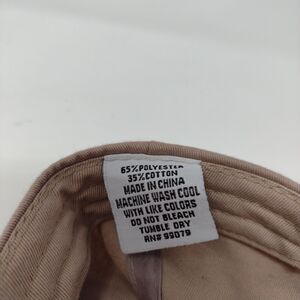 65% POLYESTER
35% COTTON
MADE IN CHINA
MACHINE WASH COOL
WITH LIKE COLORS
DO NOT BLEACH
TUMBLE DRY
RN# 99079